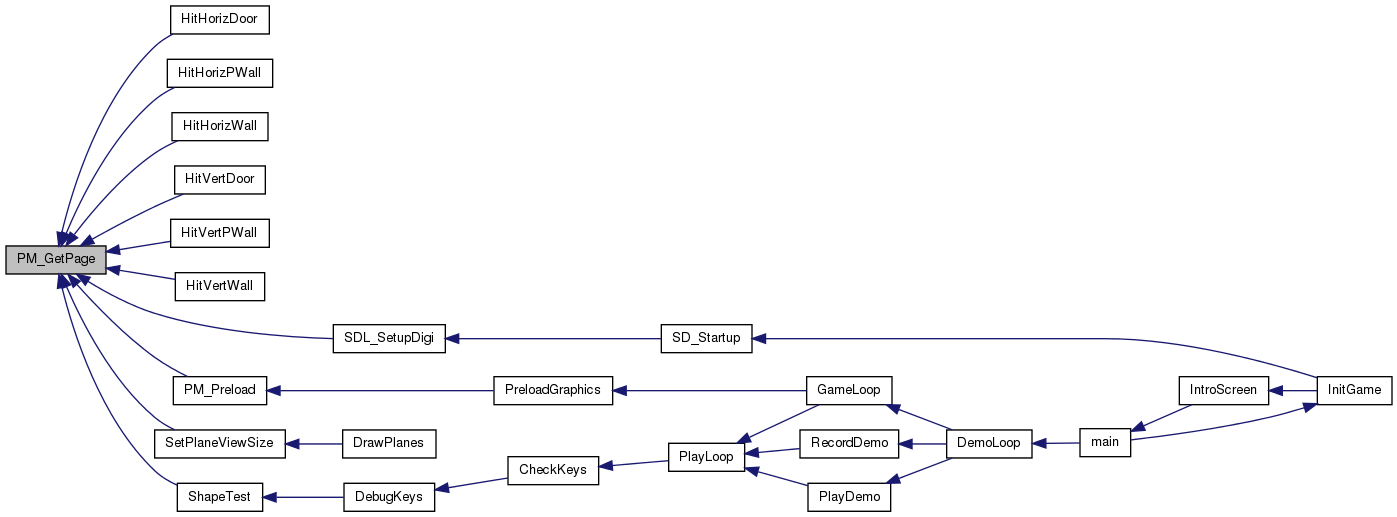 HitHorizDoor
HitHorizPWall
HitHorizWall
HitVertDoor
HitVertPWall
PM_GetPage
HitVertWall
SDL_SetupDigi
SD_Startup
PM_Preload
PreloadGraphics
GameLoop
IntroScreen
InitGame
SetPlaneViewSize
DrawPlanes
RecordDemo
DemoLoop
main
PlayLoop
CheckKeys
ShapeTest
DebugKeys
PlayDemo